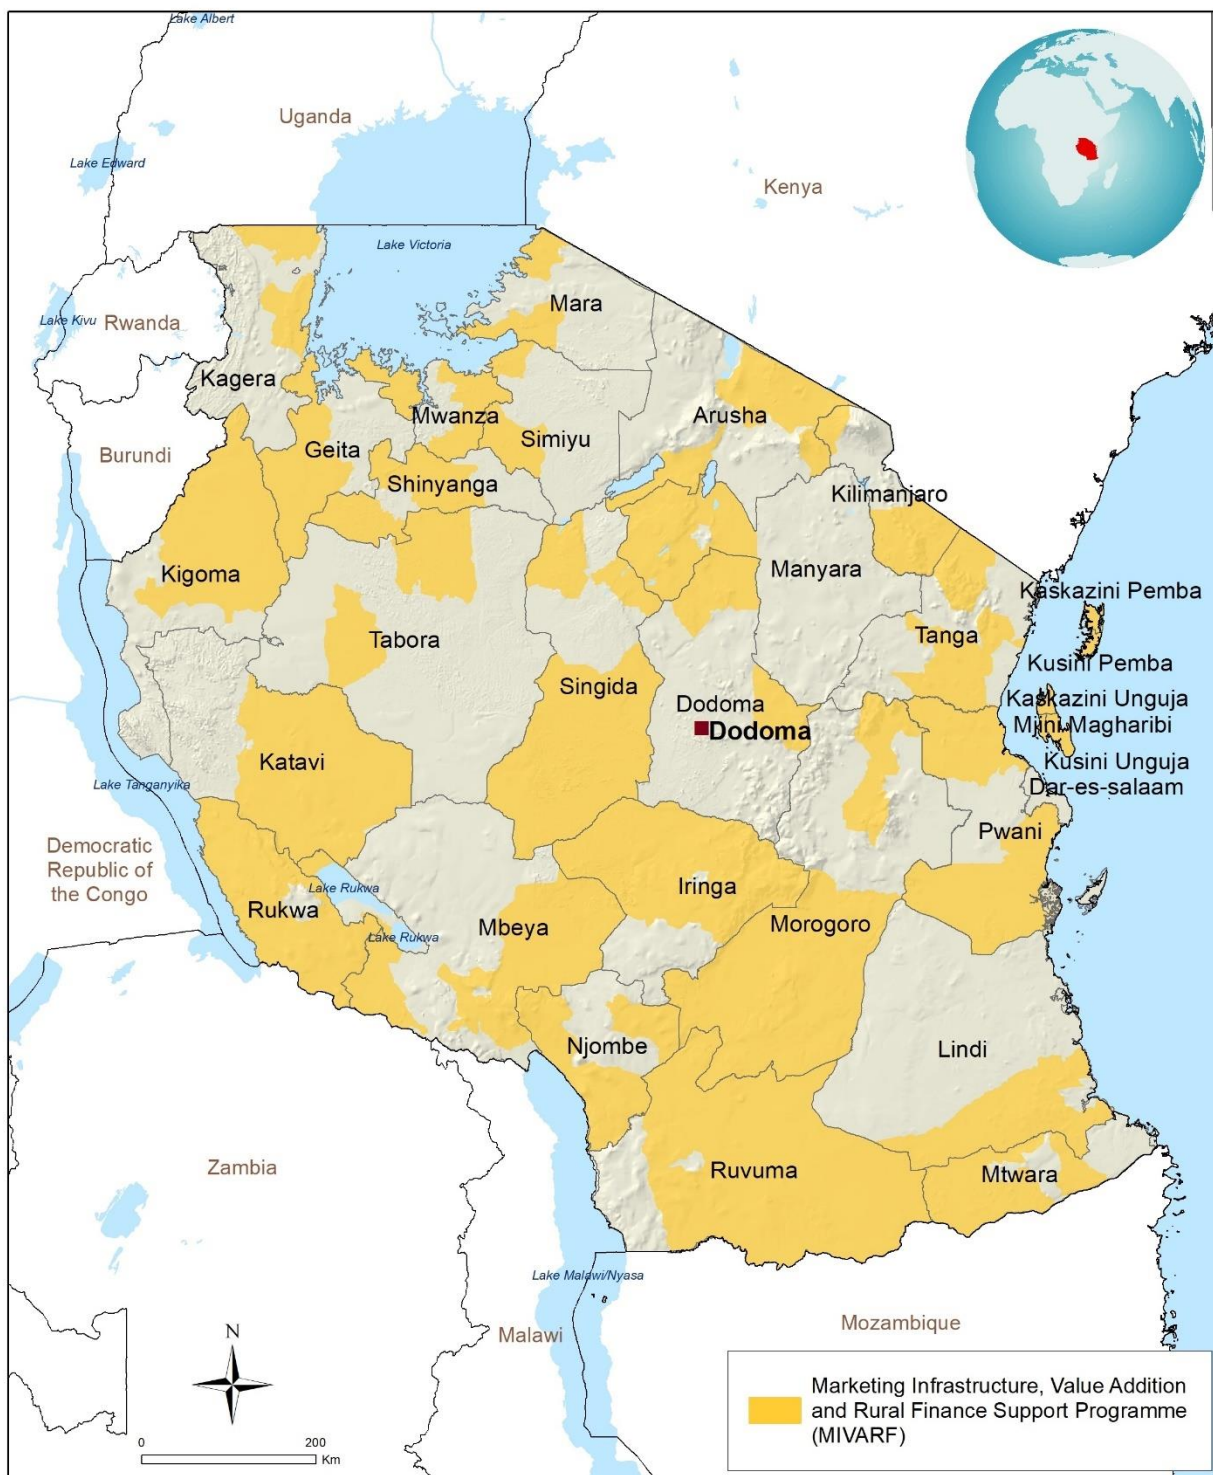 Lake Albert
Uganda
Lake Edward
Kenya
Lake Victoria
Lake Kivu
Rwanda
Mara
Kagera
Mwanza
Arusha
Simiyu
Geita
Burundi
Shinyanga
Kilimanjaro
Kigoma
Manyara
Kaskazini Pemba
Tabora
Tanga
Kusini Pemba
Singida
Kaskazini Unguja
Dodoma
Mjini Magharibi
Dodoma
Katavi
Kusini Unguja
Lake Tanganyika
Dar-es-salaam
Pwani
Democratic
Republic of
the Congo
Lake Rukwa
Iringa
Rukwa
Morogoro
Mbeya
Lake Rukwa
Njombe
Lindi
Zambia
Ruvuma
Mtwara
Lake Malawi/Nyasa
Malawi
Mozambique
N
0 200
Km
Marketing Infrastructure, Value Addition
and Rural Finance Support Programme
(MIVARF)